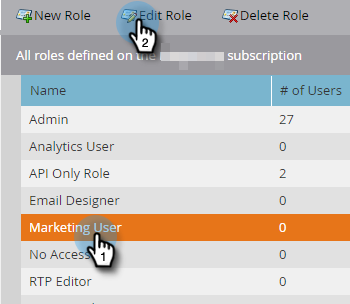 New Role Edit Role Delete Role
2
All roles defined on the subscription
Name # of Users
Admin 27
Analytics User 0
API Only Role 2
Email Designer 0
Marketing User 0
1
No Access 0
RTP Editor 0